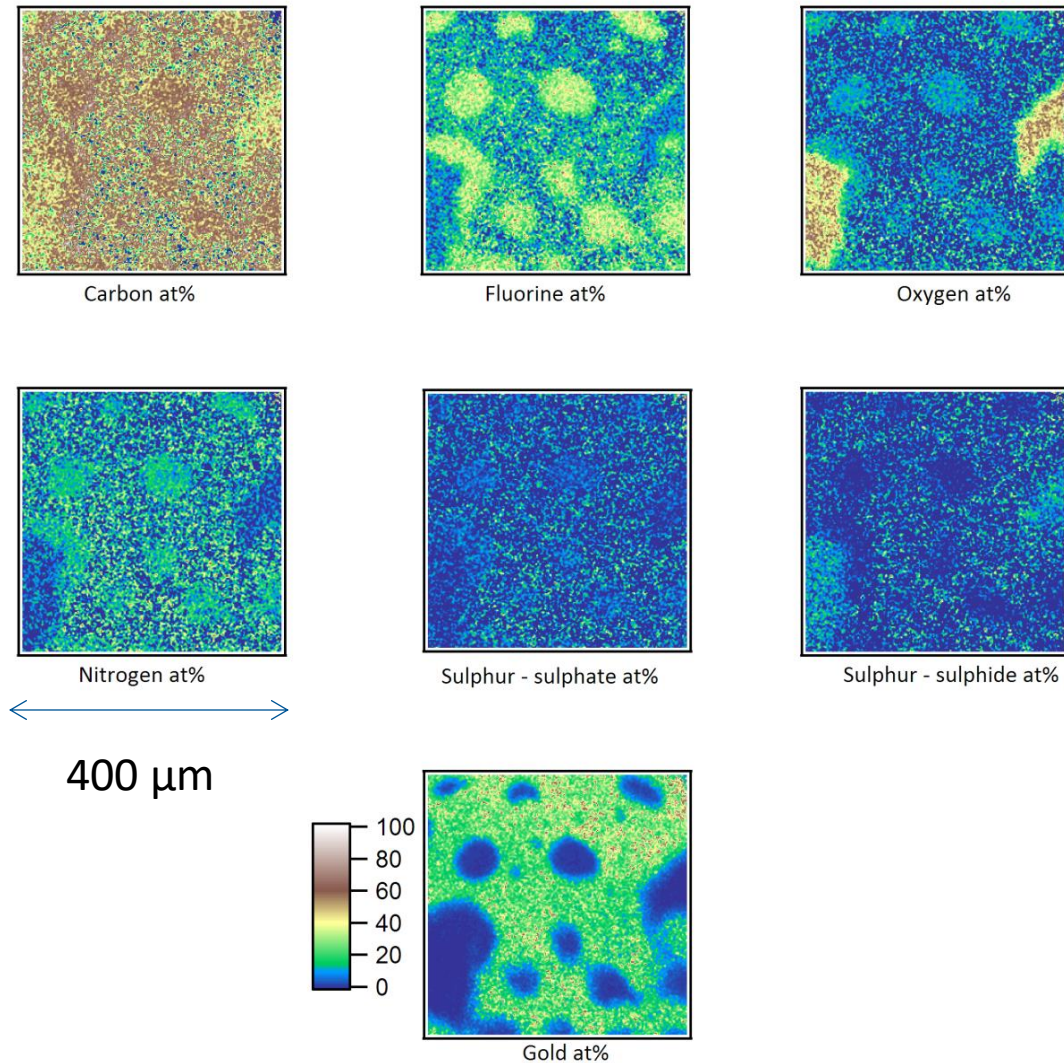 Carbon at%
Fluorine at%
Oxygen at%
Nitrogen at%
Sulphur - sulphate at%
Sulphur - sulphide at%
400 µm
100
80
60
40
20
0
Gold at%